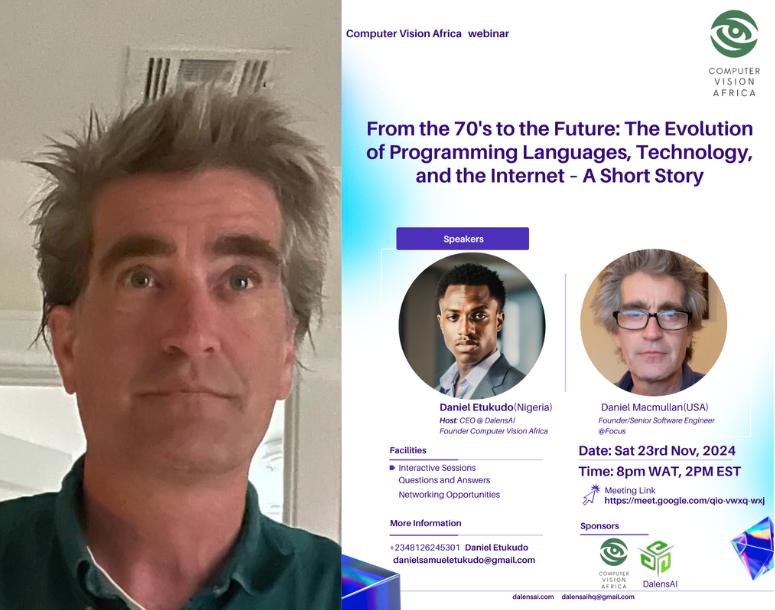 Computer Vision Africa webinar
COMPUTER
VISION
AFRICA
From the 70's to the Future: The Evolution
of Programming Languages, Technology,
and the Internet – A Short Story
Speakers
Daniel Etukudo(Nigeria)
Host: CEO @ DalensAI
Founder Computer Vision Africa
Daniel Macmullan(USA)
Founder/Senior Software Engineer
@Focus
Facilities
Interactive Sessions
Questions and Answers
Networking Opportunities
Date: Sat 23rd Nov, 2024
Time: 8pm WAT, 2PM EST
Meeting Link
https://meet.google.com/qio-vwxq-wxj
More Information
+2348126245301 Daniel Etukudo
danielsamueletukudo@gmail.com
Sponsors
COMPUTER
VISION
AFRICA
DalensAI
dalensai.com dalensaihq@gmail.com